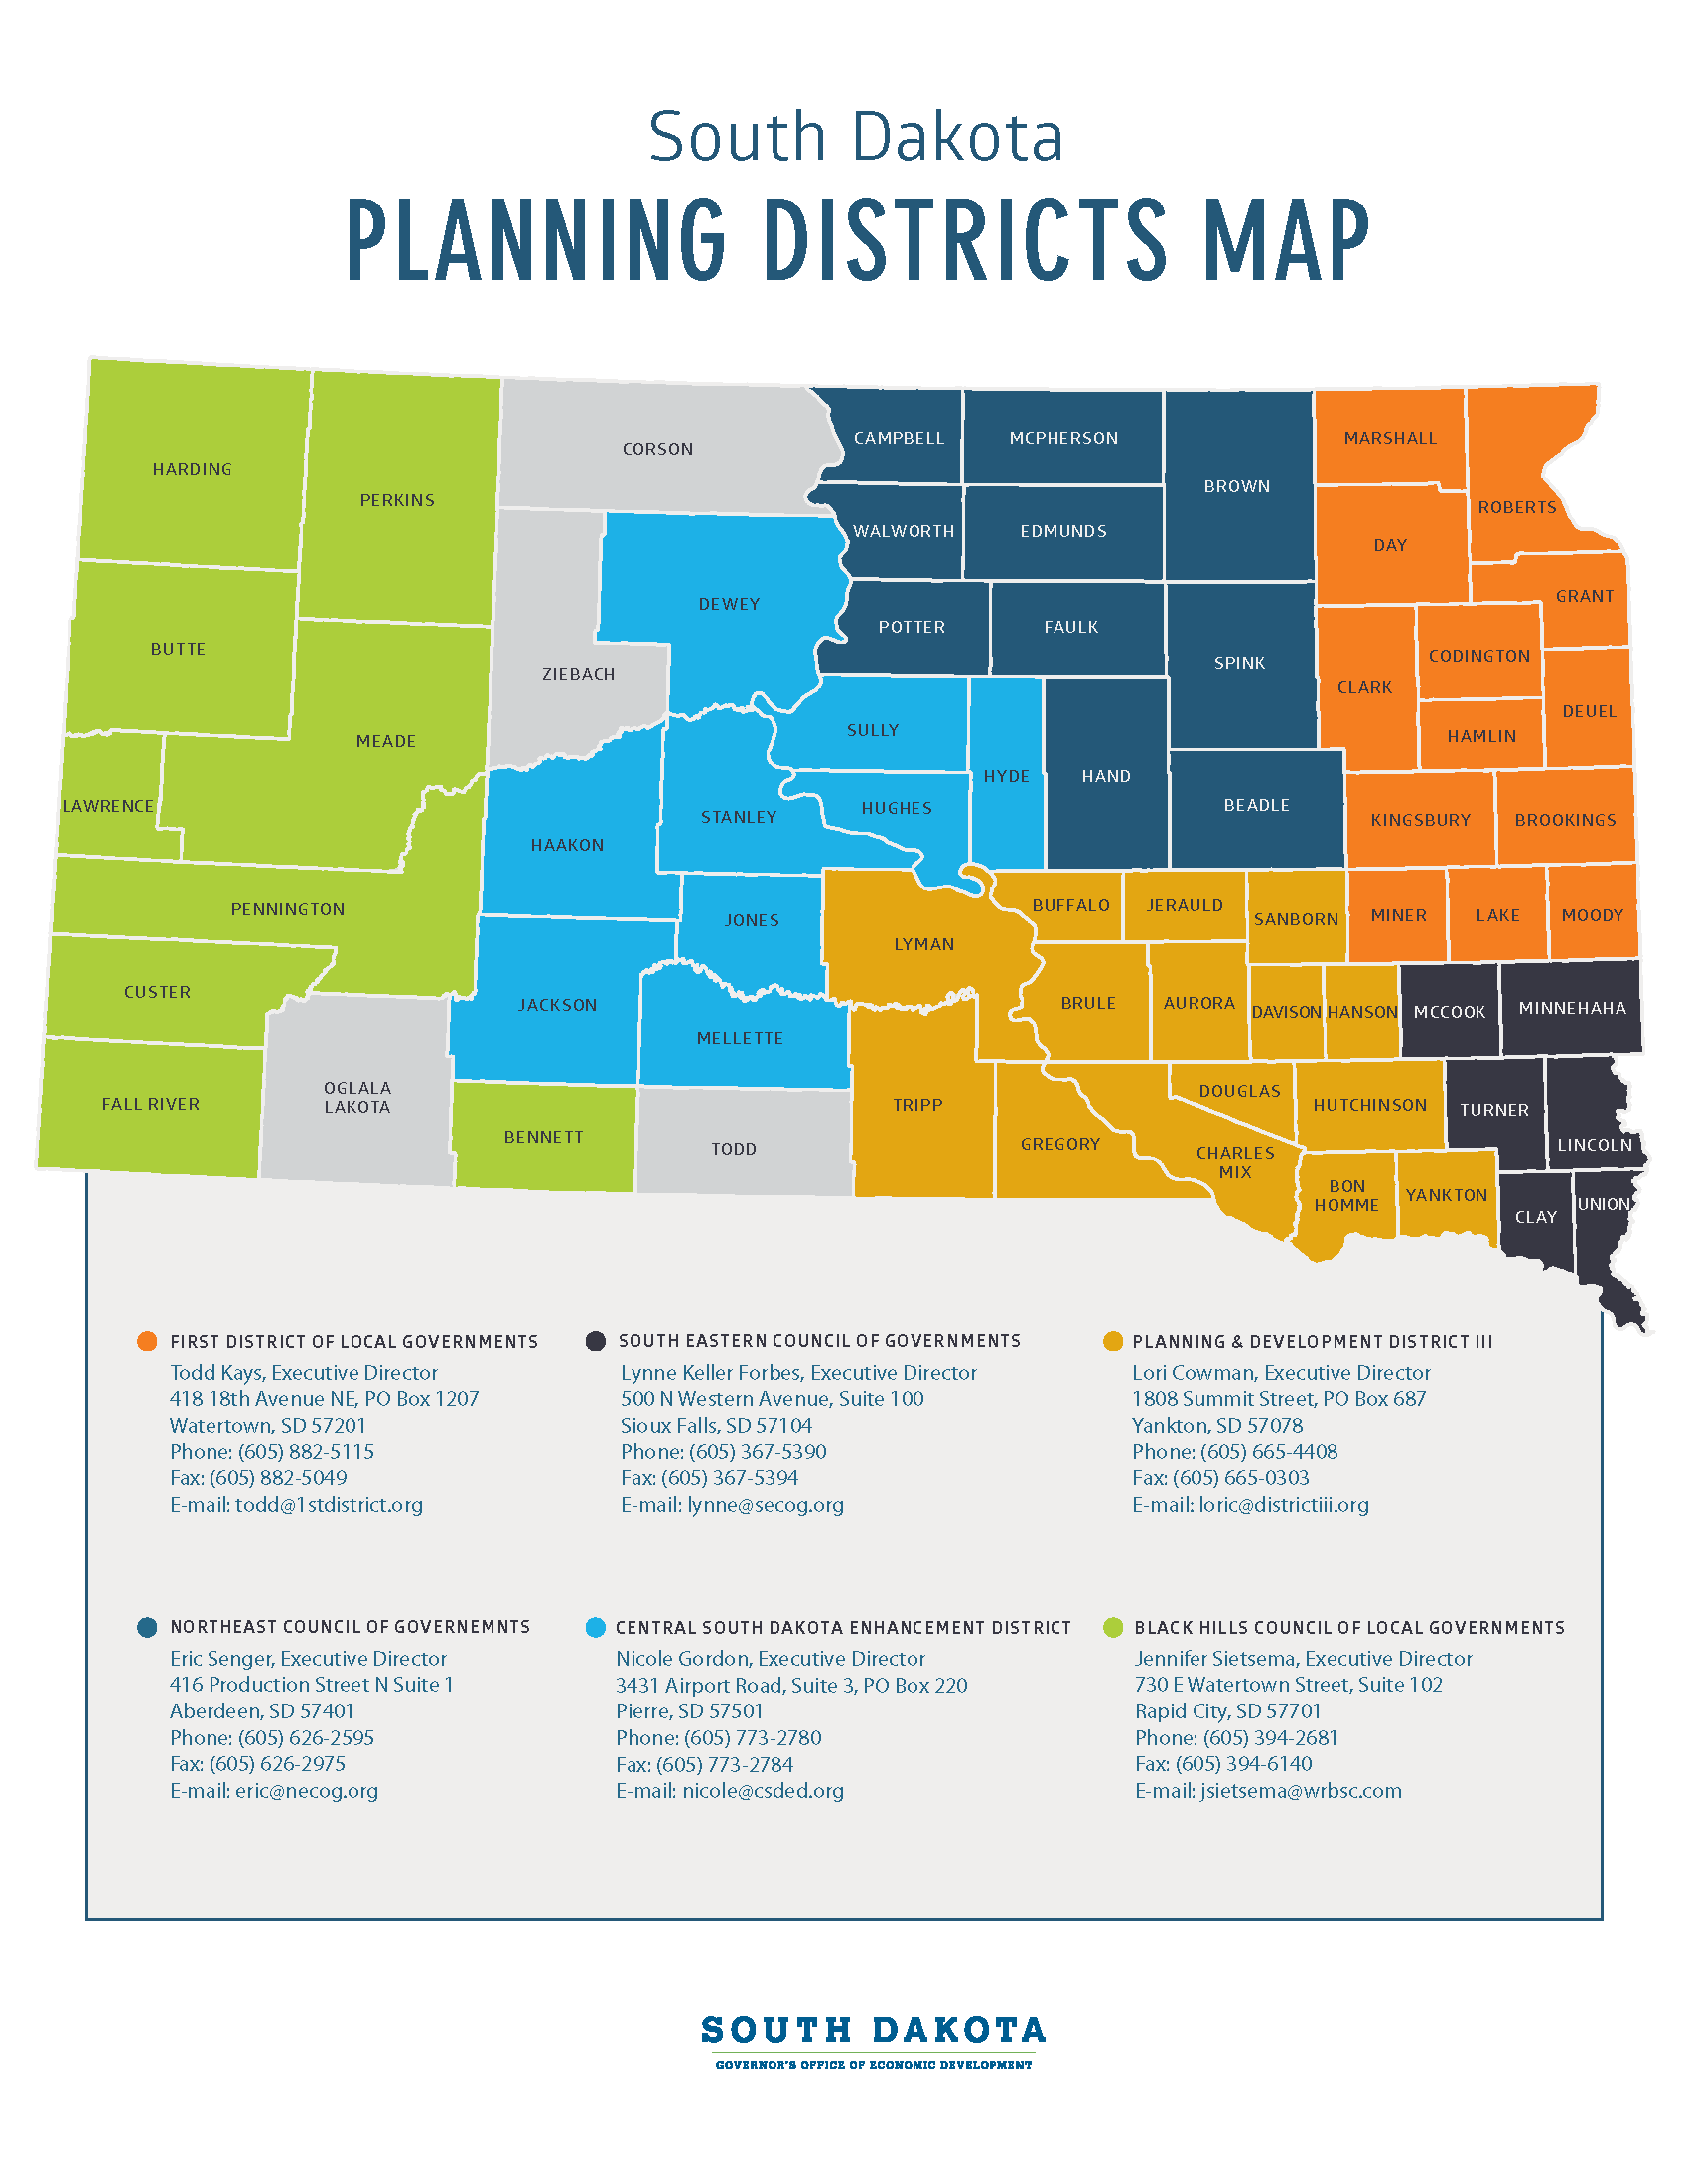 South Dakota
PLANNING DISTRICTS MAP
HARDING
PERKINS
CORSON
CAMPBELL
MCPHERSON
BROWN
MARSHALL
ROBERTS
WALWORTH
EDMUNDS
DAY
DEWEY
GRANT
BUTTE
ZIEBACH
POTTER
FAULK
SPINK
CODINGTON
CLARK
DEUEL
MEADE
SULLY
HAMLIN
HYDE
HAND
LAWRENCE
STANLEY
HUGHES
BEADLE
KINGSBURY
BROOKINGS
HAAKON
PENNINGTON
JONES
LYMAN
BUFFALO
JERAULD
SANBORN
MINER
LAKE
MOODY
CUSTER
JACKSON
BRULE
AURORA
DAVISON
HANSON
MCCOOK
MINNEHAHA
MELLETTE
FALL RIVER
OGLALA
LAKOTA
BENNETT
TODD
TRIPP
GREGORY
DOUGLAS
CHARLES
MIX
HUTCHINSON
TURNER
LINCOLN
BON
HOMME
YANKTON
CLAY
UNION
FIRST DISTRICT OF LOCAL GOVERNMENTS
Todd Kays, Executive Director
418 18th Avenue NE, PO Box 1207
Watertown, SD 57201
Phone: (605) 882-5115
Fax: (605) 882-5049
E-mail: todd@1stdistrict.org
SOUTH EASTERN COUNCIL OF GOVERNMENTS
Lynne Keller Forbes, Executive Director
500 N Western Avenue, Suite 100
Sioux Falls, SD 57104
Phone: (605) 367-5390
Fax: (605) 367-5394
E-mail: lynne@secog.org
PLANNING & DEVELOPMENT DISTRICT III
Lori Cowman, Executive Director
1808 Summit Street, PO Box 687
Yankton, SD 57078
Phone: (605) 665-4408
Fax: (605) 665-0303
E-mail: loric@districtiii.org
NORTHEAST COUNCIL OF GOVERNEMNTS
Eric Senger, Executive Director
416 Production Street N Suite 1
Aberdeen, SD 57401
Phone: (605) 626-2595
Fax: (605) 626-2975
E-mail: eric@necog.org
CENTRAL SOUTH DAKOTA ENHANCEMENT DISTRICT
Nicole Gordon, Executive Director
3431 Airport Road, Suite 3, PO Box 220
Pierre, SD 57501
Phone: (605) 773-2780
Fax: (605) 773-2784
E-mail: nicole@csded.org
BLACK HILLS COUNCIL OF LOCAL GOVERNMENTS
Jennifer Sietsema, Executive Director
730 E Watertown Street, Suite 102
Rapid City, SD 57701
Phone: (605) 394-2681
Fax: (605) 394-6140
E-mail: jsietsema@wrbsc.com
SOUTH DAKOTA
GOVERNOR'S OFFICE OF ECONOMIC DEVELOPMENT